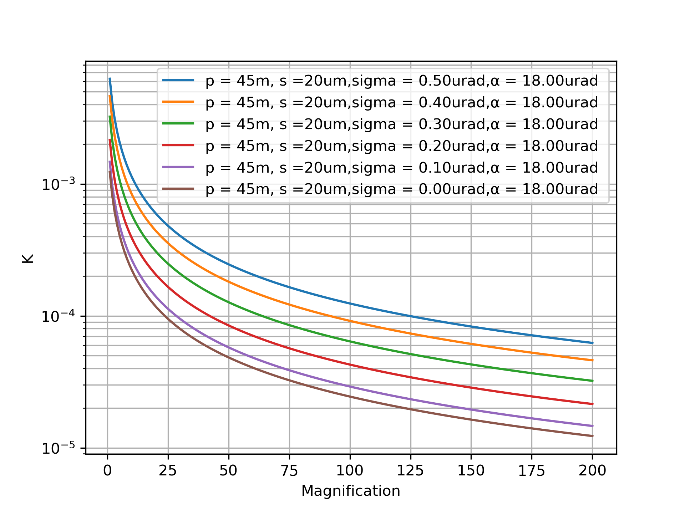 p = 45m, s =20um,sigma = 0.50urad,α = 18.00urad
p = 45m, s =20um,sigma = 0.40urad,α = 18.00urad
p = 45m, s =20um,sigma = 0.30urad,α = 18.00urad
p = 45m, s =20um,sigma = 0.20urad,α = 18.00urad
p = 45m, s =20um,sigma = 0.10urad,α = 18.00urad
p = 45m, s =20um,sigma = 0.00urad,α = 18.00urad
10⁻³
K
10⁻⁴
10⁻⁵
0 25 50 75 100 125 150 175 200
Magnification